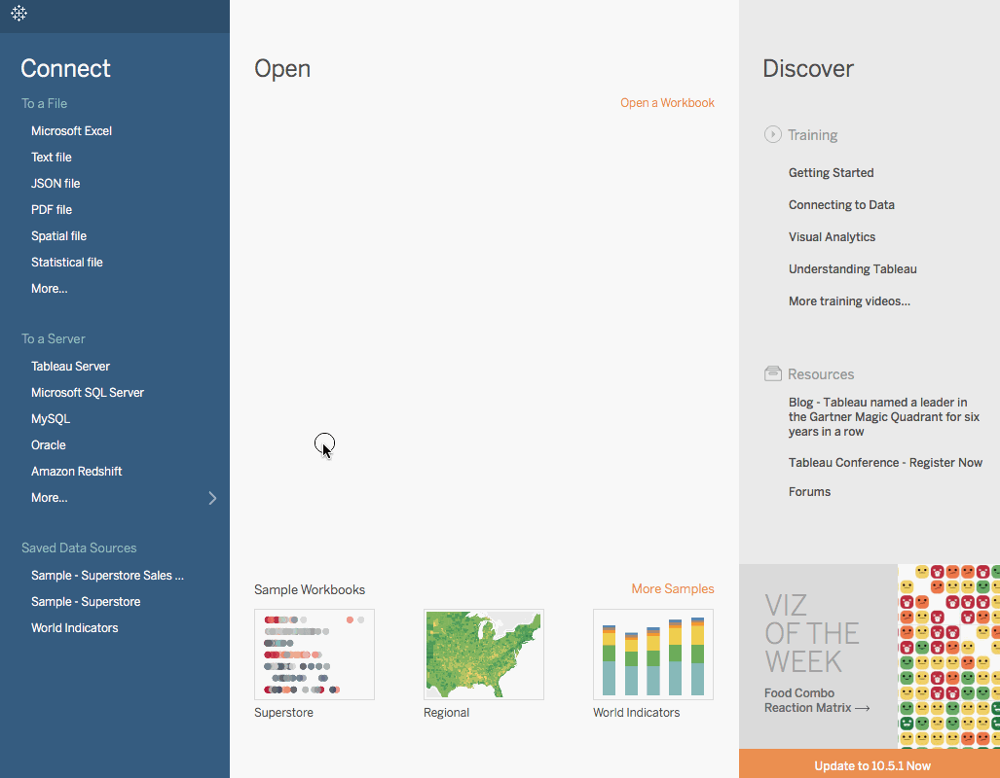 Connect
To a File
Microsoft Excel
Text file
JSON file
PDF file
Spatial file
Statistical file
More...
To a Server
Tableau Server
Microsoft SQL Server
MySQL
Oracle
Amazon Redshift
More...
Saved Data Sources
Sample - Superstore Sales ...
Sample - Superstore
World Indicators
Open
Open a Workbook
Sample Workbooks
More Samples
Superstore
Regional
World Indicators
Discover
Training
Getting Started
Connecting to Data
Visual Analytics
Understanding Tableau
More training videos...
Resources
Blog - Tableau named a leader in
the Gartner Magic Quadrant for six
years in a row
Tableau Conference - Register Now
Forums
VIZ
OF THE
WEEK
Food Combo
Reaction Matrix →
Update to 10.5.1 Now